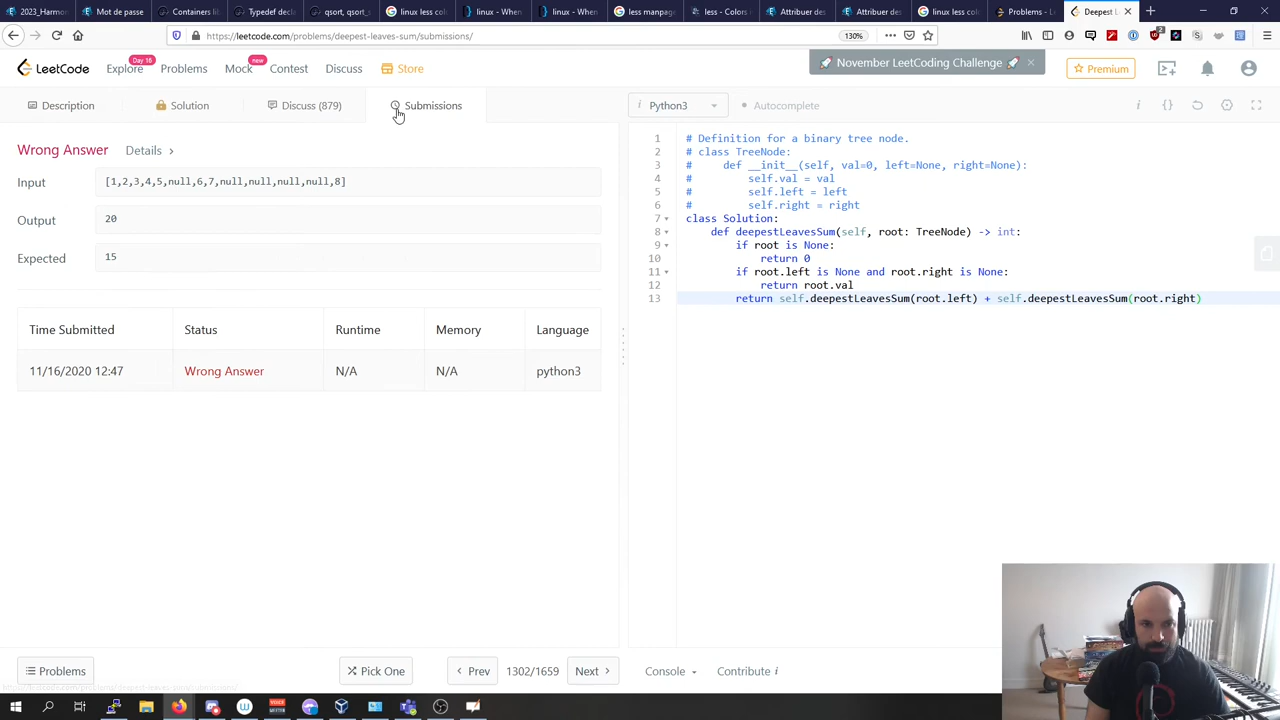 2023_Harmon
Mot de passe
Containers lib
Typedef decla
qsort, qsort_s
linux less colo
linux - When
linux - When
less manpage
less - Colors i
Attribuer des
Attribuer des
linux less colo
Problems - Le
Deepest L
https://leetcode.com/problems/deepest-leaves-sum/submissions/
130%
LeetCode
Explore
Day 16
Problems
Mock
new
Contest
Discuss
Store
🚀 November LeetCoding Challenge 🚀
Premium
Description
Solution
Discuss (879)
Submissions
Python3
Autocomplete
Wrong Answer
Details
Input
[1,2,3,4,5,null,6,7,null,null,null,null,8]
Output
20
Expected
15
Time Submitted Status Runtime Memory Language
11/16/2020 12:47 Wrong Answer N/A N/A python3
1 # Definition for a binary tree node.
2 # class TreeNode:
3 #     def __init__(self, val=0, left=None, right=None):
4 #         self.val = val
5 #         self.left = left
6 #         self.right = right
7 class Solution:
8     def deepestLeavesSum(self, root: TreeNode) -> int:
9         if root is None:
10             return 0
11         if root.left is None and root.right is None:
12             return root.val
13         return self.deepestLeavesSum(root.left) + self.deepestLeavesSum(root.right)
Problems
Pick One
Prev
1302/1659
Next
Console
Contribute